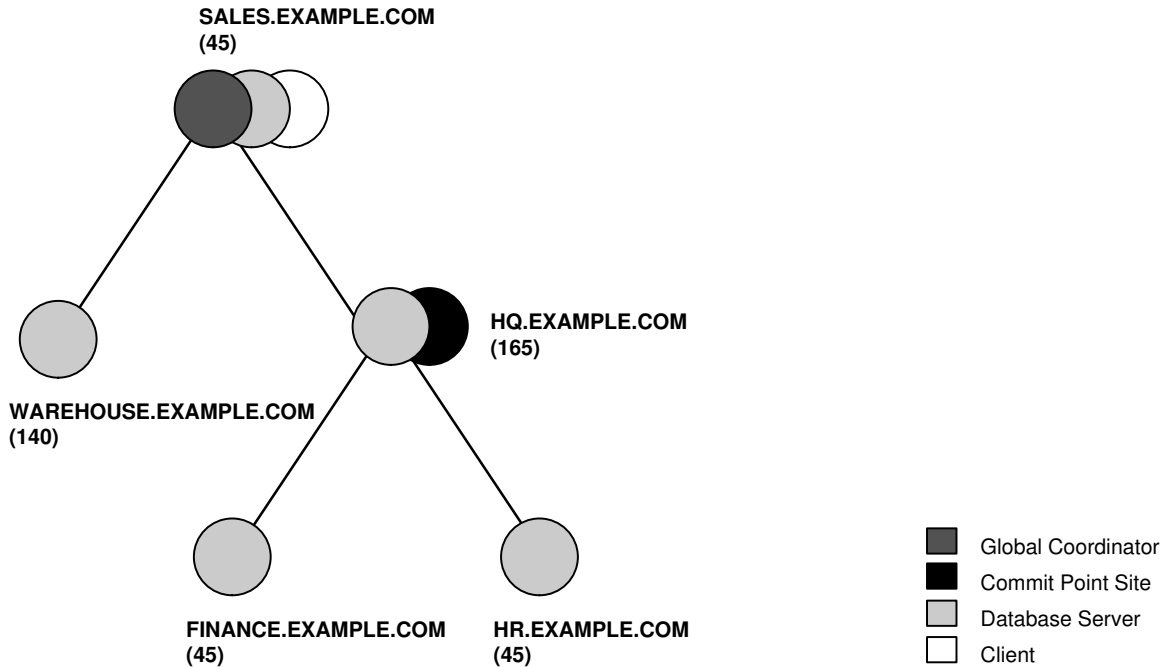 SALES.EXAMPLE.COM
(45)
HQ.EXAMPLE.COM
(165)
WAREHOUSE.EXAMPLE.COM
(140)
FINANCE.EXAMPLE.COM
(45)
HR.EXAMPLE.COM
(45)
Global Coordinator
Commit Point Site
Database Server
Client